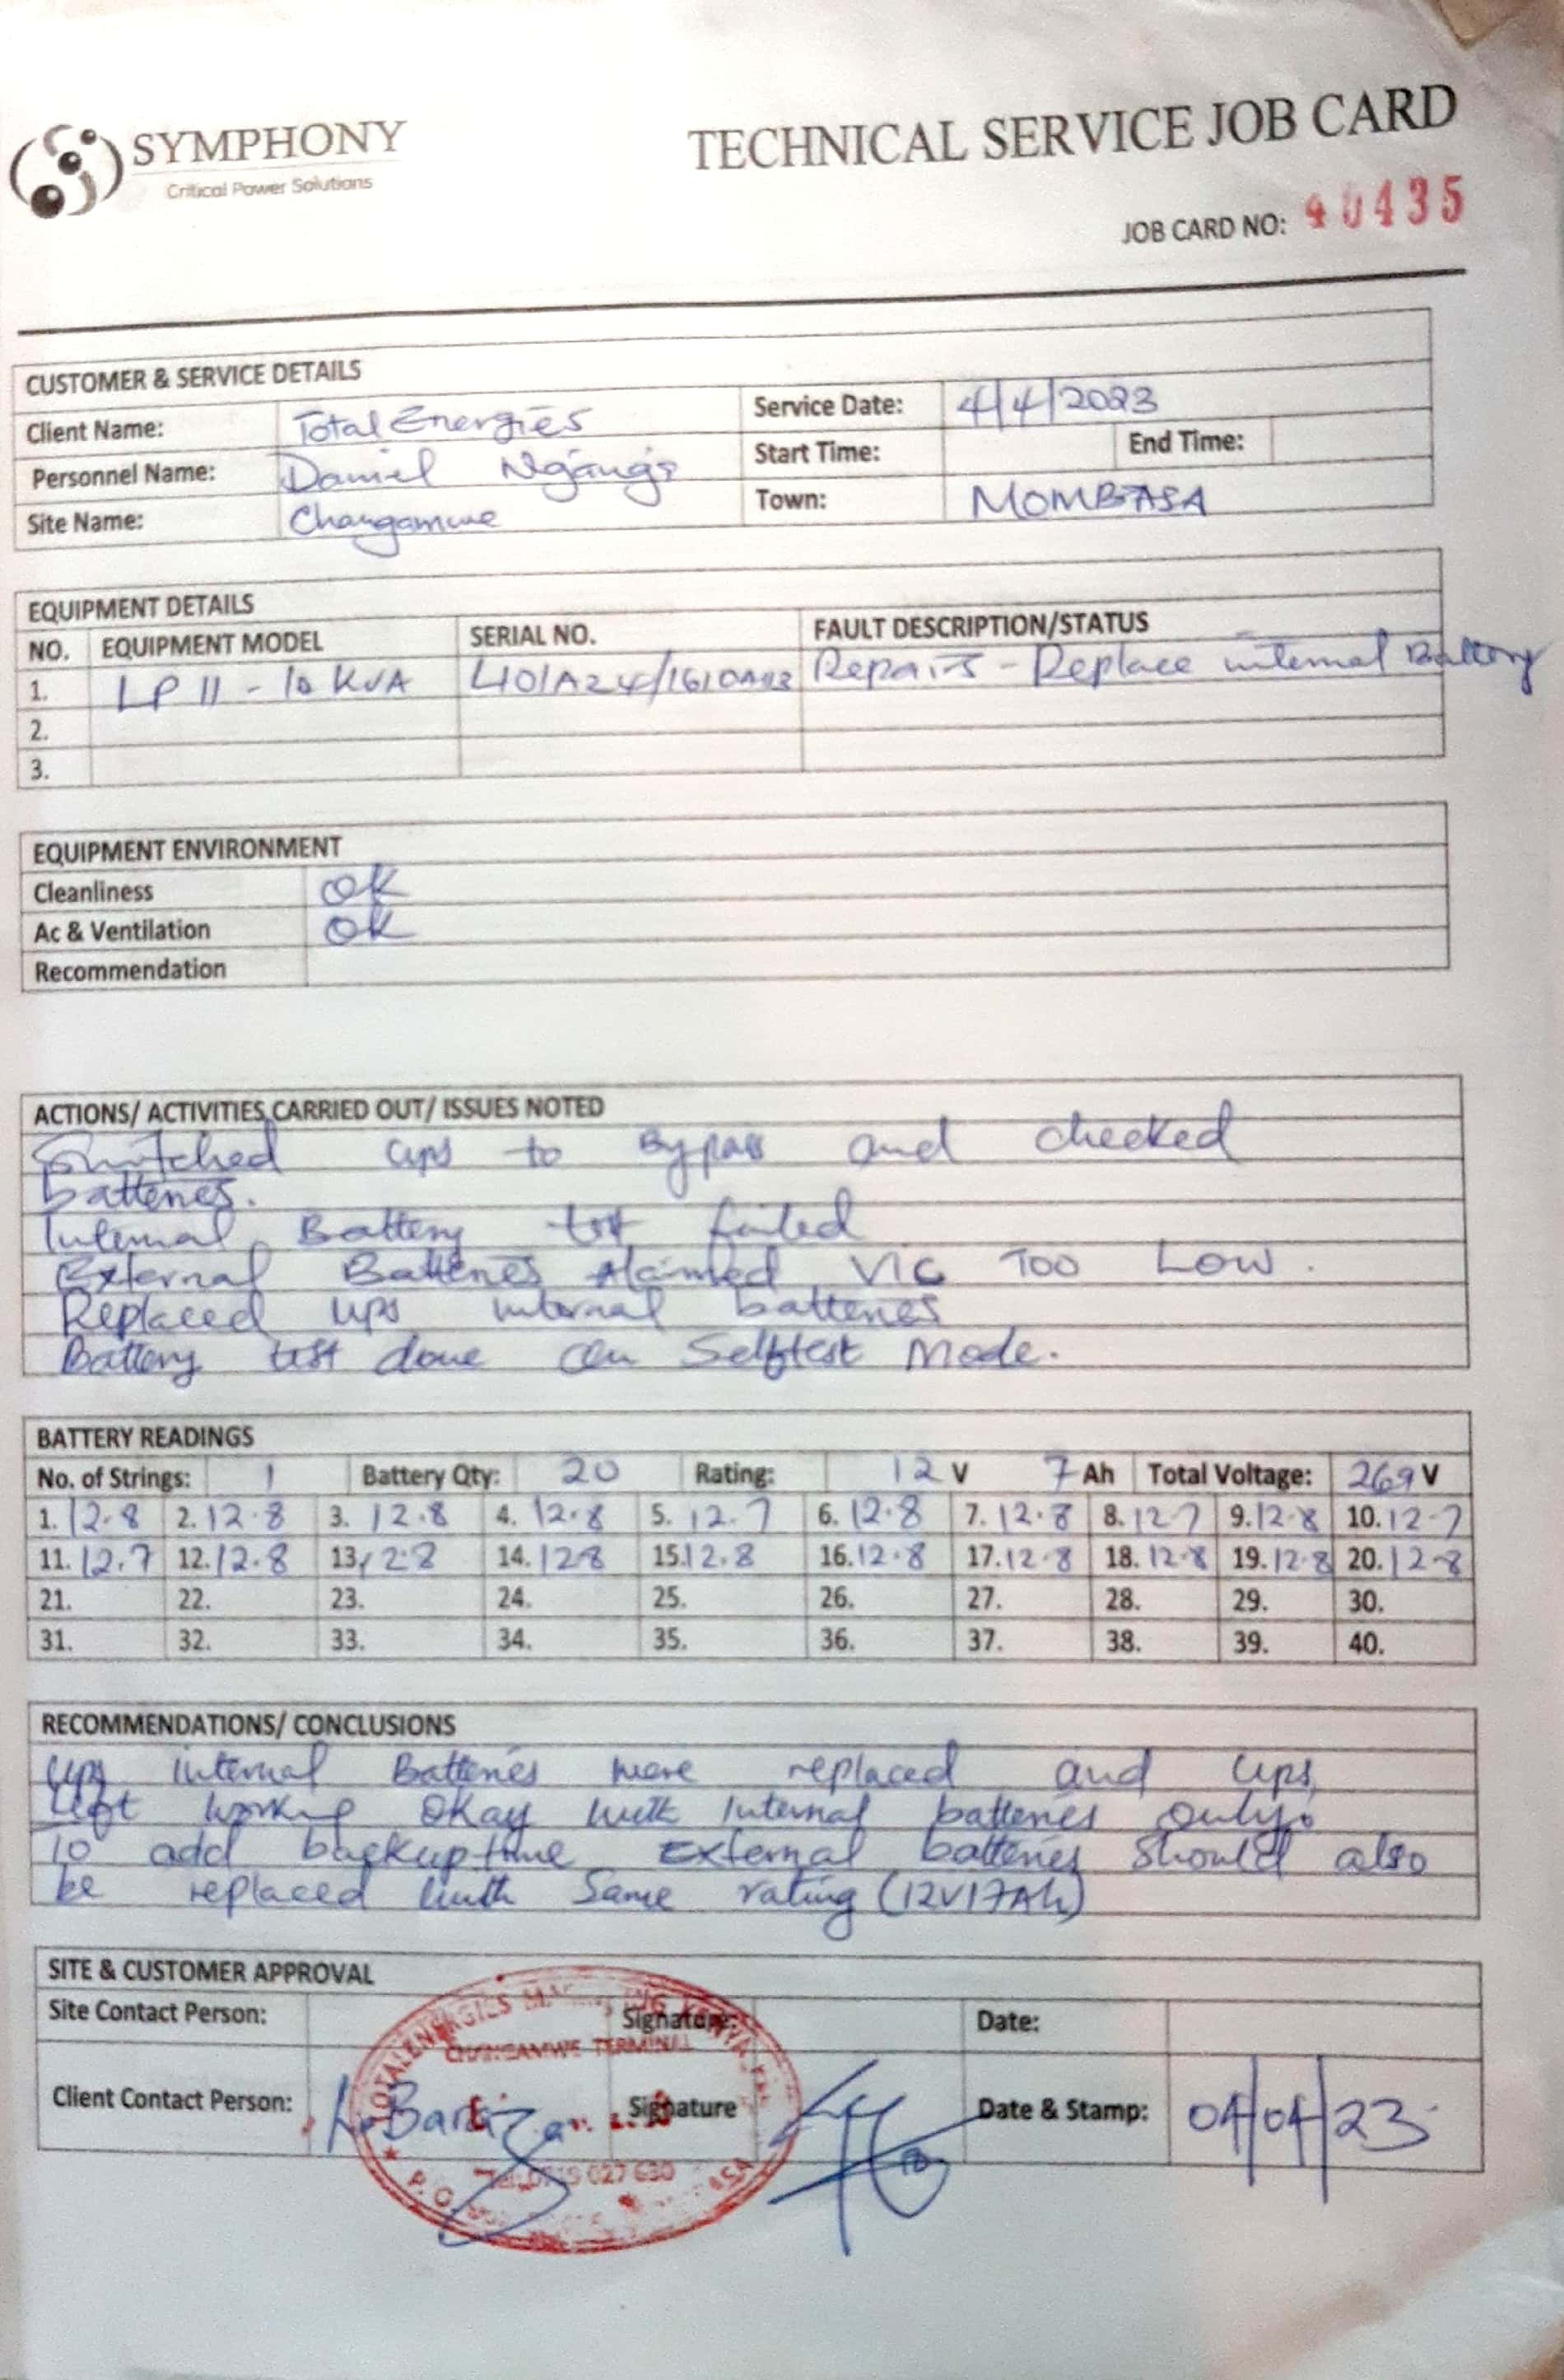 SYMPHONY
Critical Power Solutions
TECHNICAL SERVICE JOB CARD
JOB CARD NO: 40435
CUSTOMER & SERVICE DETAILS
Client Name: Total Energies Service Date: 4/4/2023
Personnel Name: Daniel Start Time: End Time:
Site Name: Changamwe Town: MOMBASA
EQUIPMENT DETAILS
NO. EQUIPMENT MODEL SERIAL NO. FAULT DESCRIPTION/STATUS
1. LP 11 - 10 KVA Repairs - Replace internal Battery
2.
3.
EQUIPMENT ENVIRONMENT
Cleanliness OK
Ac & Ventilation OK
Recommendation
ACTIONS/ ACTIVITIES CARRIED OUT/ ISSUES NOTED
Switched ups to Bypass and checked
batteries.
Internal Battery test failed
External Batteries Too Low.
Replaced ups internal batteries
Battery test done on Selftest Mode.
BATTERY READINGS
No. of Strings: 1 Battery Qty: 20 Rating: 12 V 7 Ah Total Voltage: 269 V
1. 12.8 2. 12.8 3. 12.8 4. 12.8 5. 12.7 6. 12.8 7. 12.8 8. 12.7 9. 12.8 10. 12.7
11. 12.7 12. 12.8 13. 12.8 14. 12.8 15. 12.8 16. 12.8 17. 12.8 18. 12.8 19. 12.8 20. 12.8
21. 22. 23. 24. 25. 26. 27. 28. 29. 30.
31. 32. 33. 34. 35. 36. 37. 38. 39. 40.
RECOMMENDATIONS/ CONCLUSIONS
Ups internal Batteries were replaced and ups
left working okay with internal batteries only.
To add backup time External batteries should also
be replaced with same rating (12V17Ah)
SITE & CUSTOMER APPROVAL
Site Contact Person: Signature: Date:
Client Contact Person: Signature Date & Stamp: 04/04/23
TOTALENERGIES MARKETING KENYA
CHANGAMWE TERMINAL